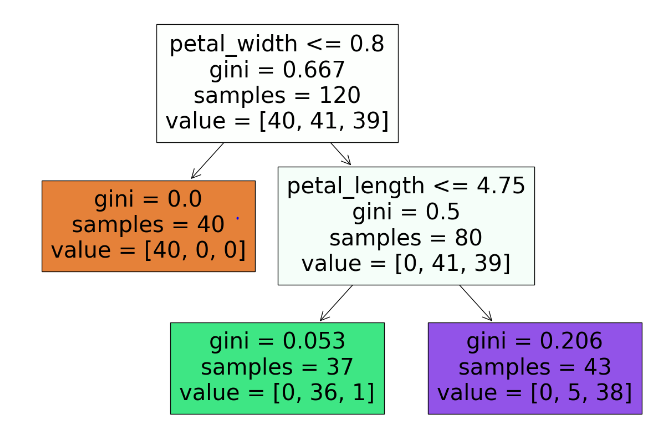 petal_width <= 0.8
gini = 0.667
samples = 120
value = [40, 41, 39]
gini = 0.0
samples = 40
value = [40, 0, 0]
petal_length <= 4.75
gini = 0.5
samples = 80
value = [0, 41, 39]
gini = 0.053
samples = 37
value = [0, 36, 1]
gini = 0.206
samples = 43
value = [0, 5, 38]